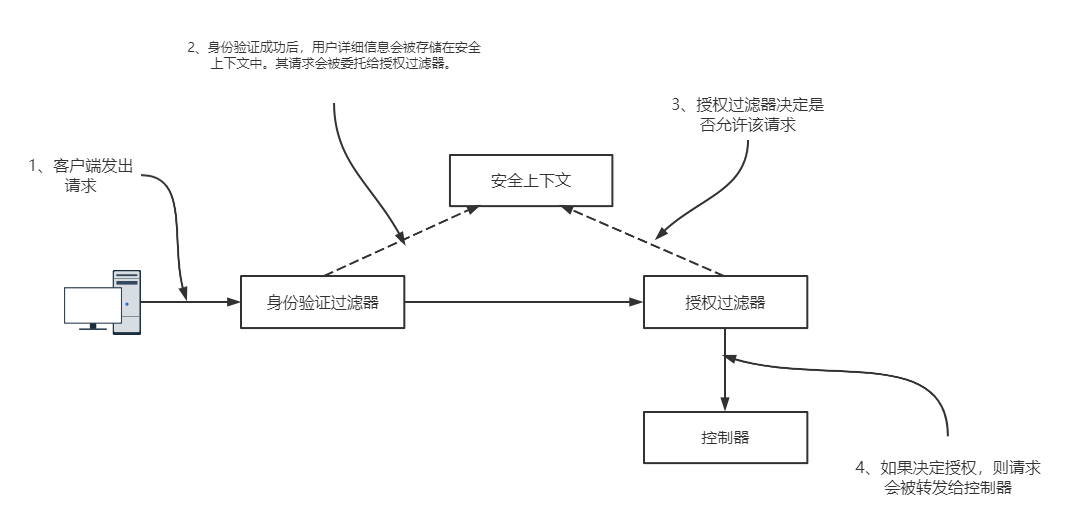 2、身份验证成功后，用户详细信息会被存储在安全
上下文中。其请求会被委托给授权过滤器。
3、授权过滤器决定是
否允许该请求
1、客户端发出
请求
安全上下文
身份验证过滤器
授权过滤器
控制器
4、如果决定授权，则请求
会被转发给控制器